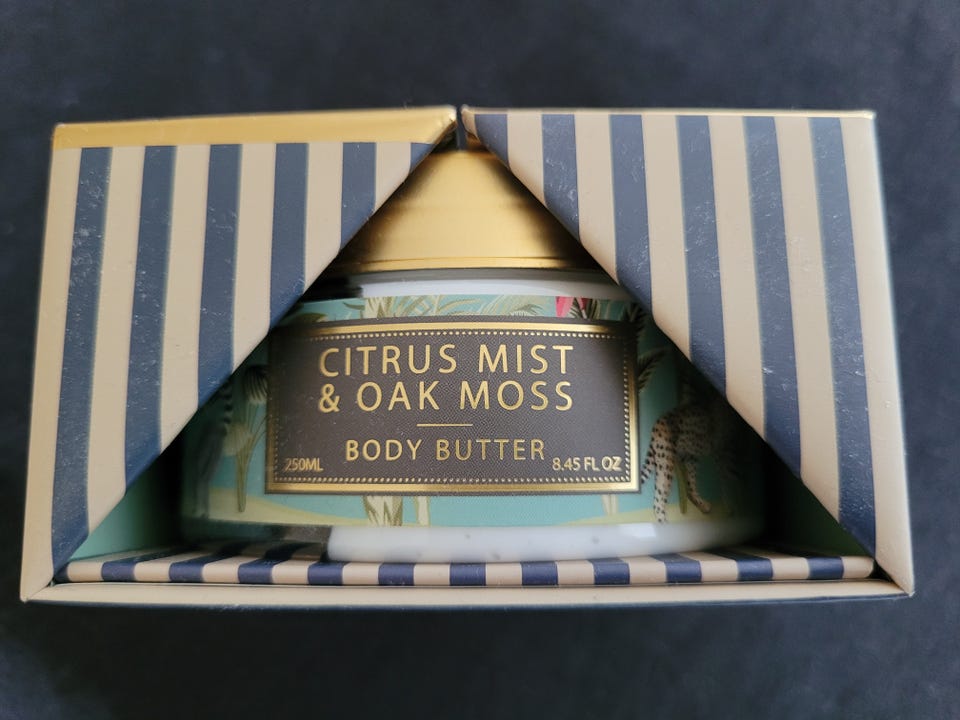 CITRUS MIST
& OAK MOSS
BODY BUTTER
250ML 8.45 FL OZ